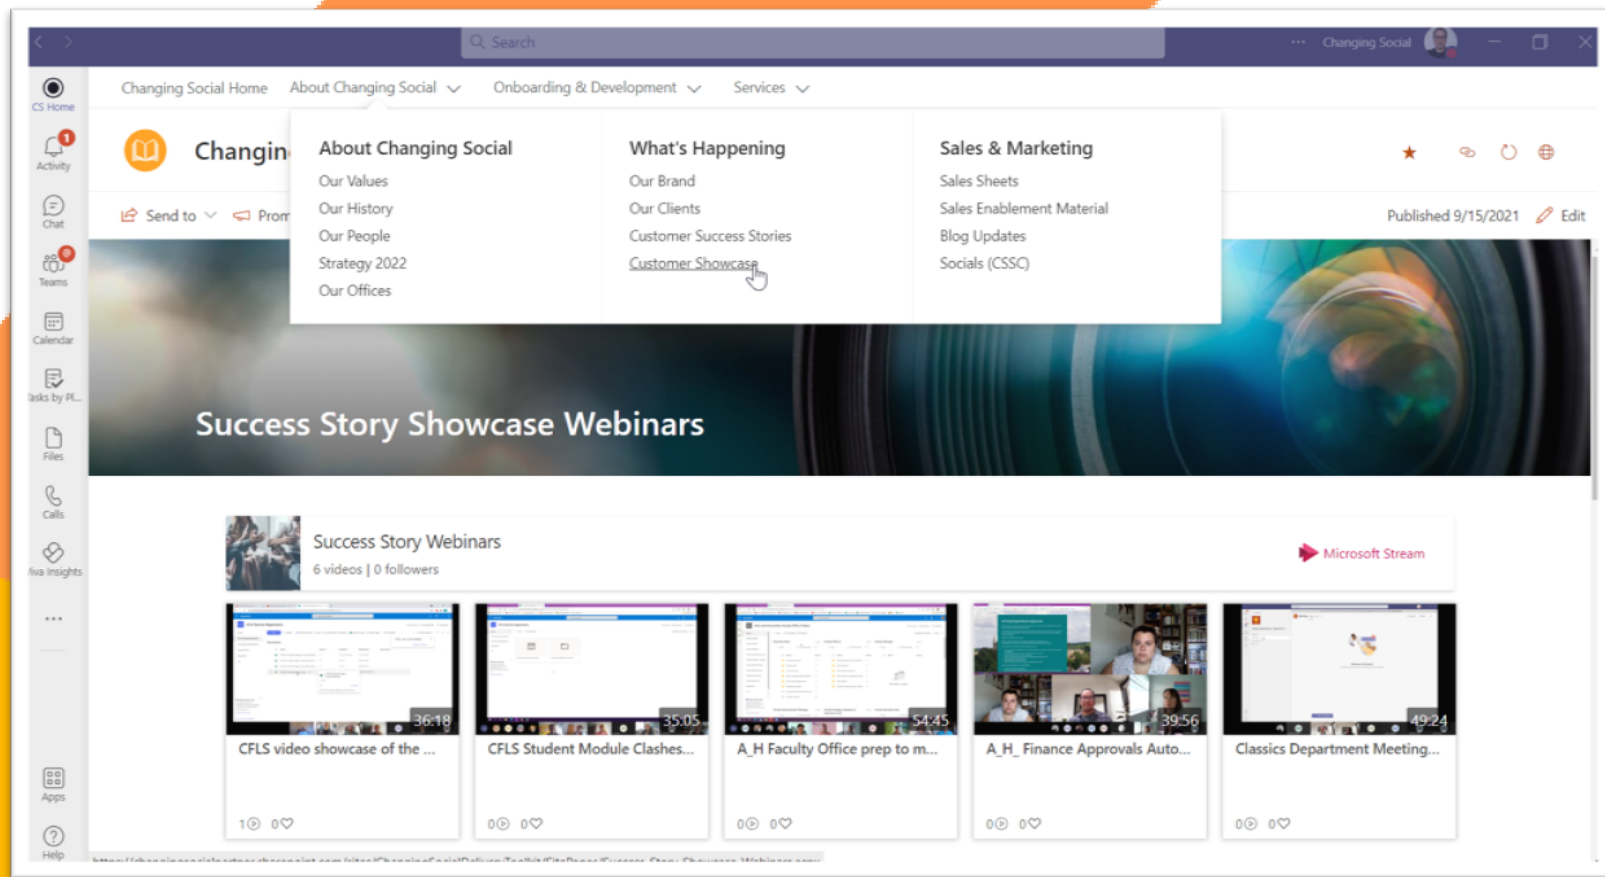 Search
Changing Social
CS Home
Activity
1
Chat
Teams
Calendar
Tasks by Pl...
Files
Calls
Viva Insights
Apps
Help
Changing Social Home
About Changing Social
Onboarding & Development
Services
About Changing Social
Our Values
Our History
Our People
Strategy 2022
Our Offices
What's Happening
Our Brand
Our Clients
Customer Success Stories
Customer Showcase
Sales & Marketing
Sales Sheets
Sales Enablement Material
Blog Updates
Socials (CSSC)
Changin
Send to
Prom
Published 9/15/2021
Edit
Success Story Showcase Webinars
Success Story Webinars
6 videos | 0 followers
Microsoft Stream
36:18
CFLS video showcase of the ...
1 0
35:05
CFLS Student Module Clashes...
0 0
54:45
A_H Faculty Office prep to m...
0 0
39:56
A_H_ Finance Approvals Auto...
0 0
49:24
Classics Department Meeting...
0 0